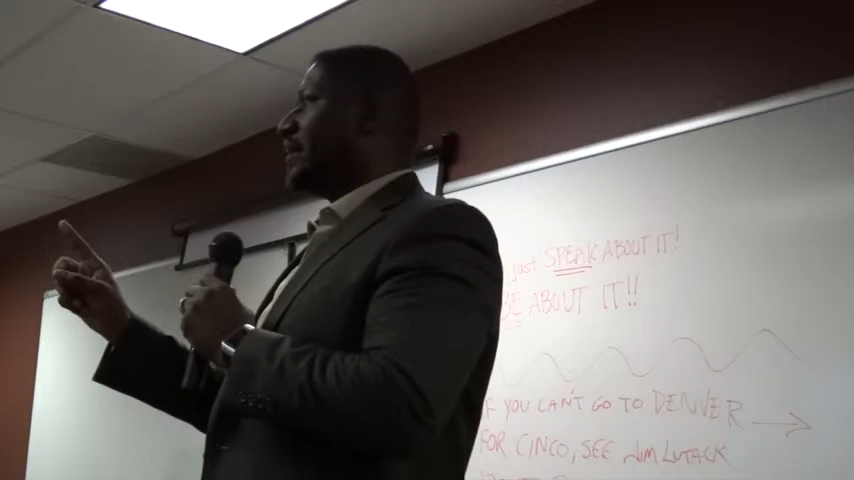 just SPEAK ABOUT IT!
BE ABOUT IT!!
IF YOU CAN'T GO TO DENVER →
FOR CINCO, SEE JIM LUTACK